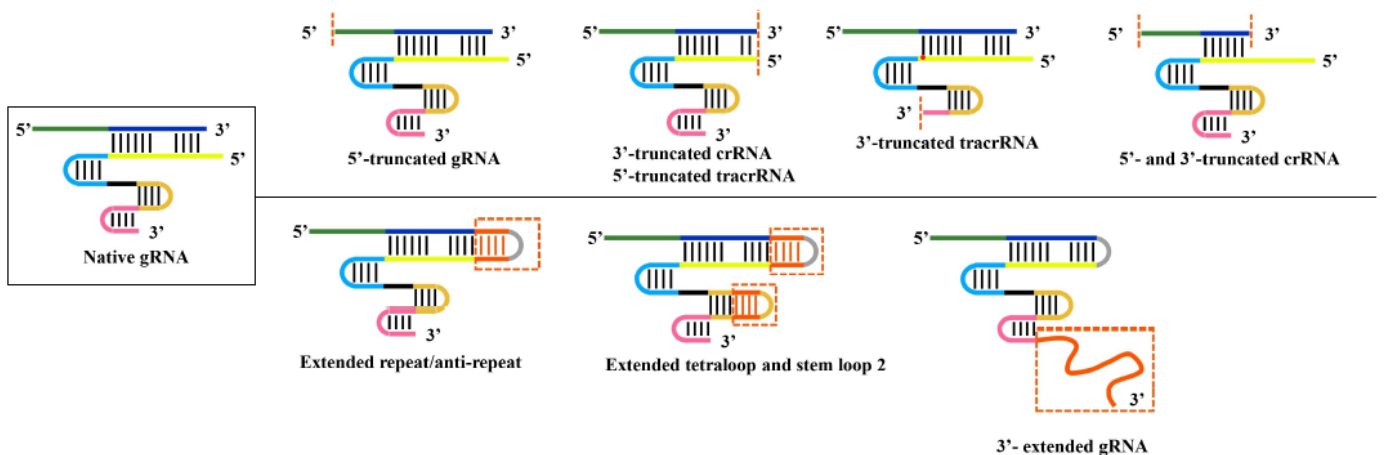 5’ 3’
5’
3’
5’-truncated gRNA
5’ 3’
5’
3’
3’-truncated crRNA
5’-truncated tracrRNA
5’ 3’
5’
3’
3’-truncated tracrRNA
5’ 3’
5’
3’
5’- and 3’-truncated crRNA
5’ 3’
5’
3’
Native gRNA
5’
3’
Extended repeat/anti-repeat
5’
3’
Extended tetraloop and stem loop 2
5’
3’
3’- extended gRNA